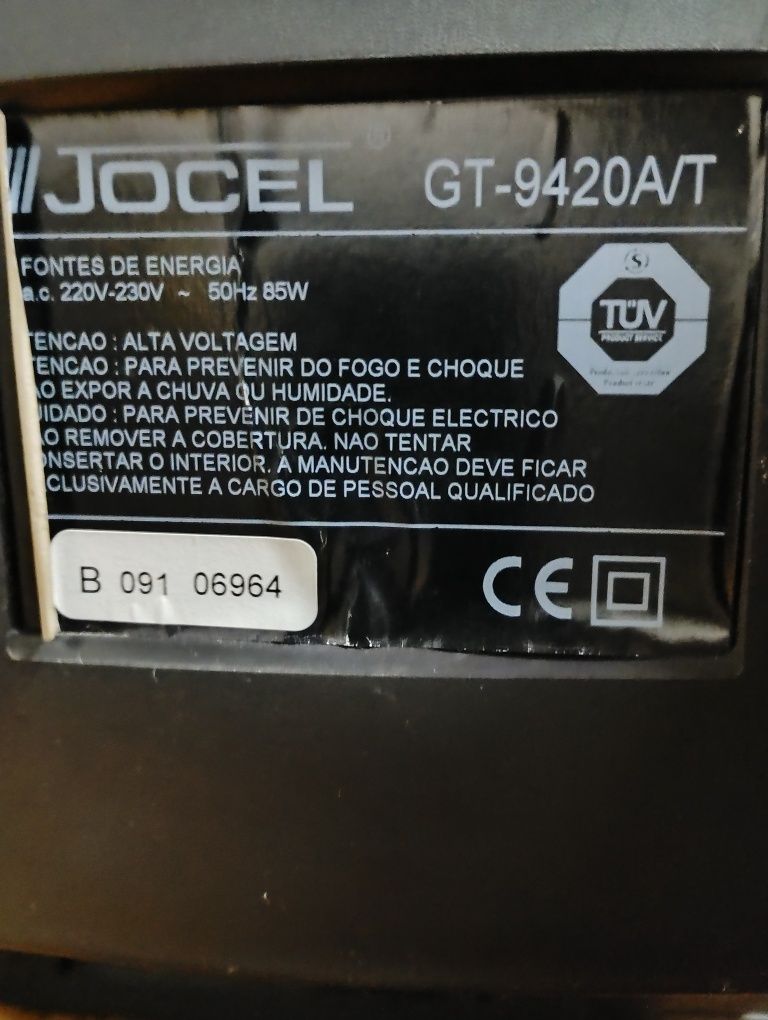 JOCEL ® GT-9420A/T
FONTES DE ENERGIA
a.c. 220V-230V ~ 50Hz 85W
TENCAO : ALTA VOLTAGEM
TENCAO : PARA PREVENIR DO FOGO E CHOQUE
AO EXPOR A CHUVA OU HUMIDADE.
UIDADO : PARA PREVENIR DE CHOQUE ELECTRICO
AO REMOVER A COBERTURA. NAO TENTAR
ONSERTAR O INTERIOR. A MANUTENCAO DEVE FICAR
CLUSIVAMENTE A CARGO DE PESSOAL QUALIFICADO
S
TÜV
PRODUCT SERVICE
B 091 06964
CE